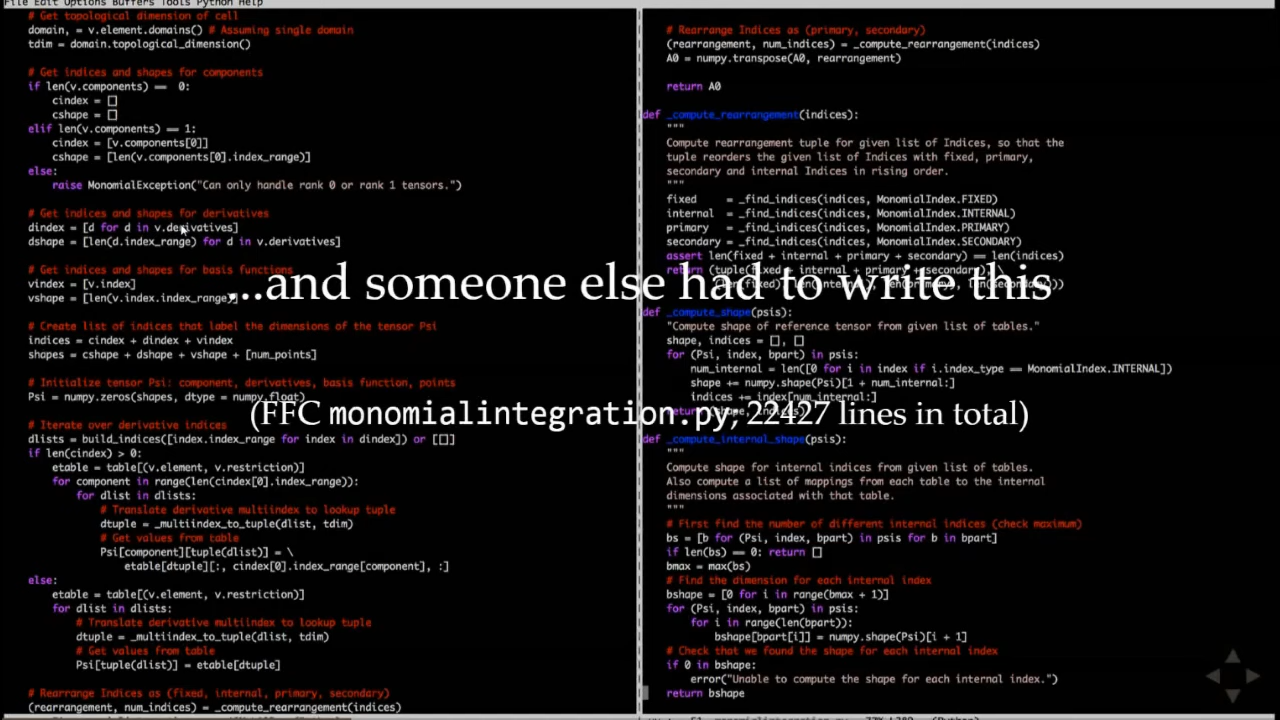 File Edit Options Buffers Tools Python Help
# Get topological dimension of cell
domain, = v.element.domains() # Assuming single domain
tdim = domain.topological_dimension()
# Get indices and shapes for components
if len(v.components) ==  0:
cindex = []
cshape = []
elif len(v.components) == 1:
cindex = [v.components[0]]
cshape = [len(v.components[0].index_range)]
else:
raise MonomialException("Can only handle rank 0 or rank 1 tensors.")
# Get indices and shapes for derivatives
dindex = [d for d in v.derivatives]
dshape = [len(d.index_range) for d in v.derivatives]
# Get indices and shapes for basis functions
vindex = [v.index]
vshape = [len(v.index.index_range)]
# Create list of indices that label the dimensions of the tensor Psi
indices = cindex + dindex + vindex
shapes = cshape + dshape + vshape + [num_points]
# Initialize tensor Psi: component, derivatives, basis function, points
Psi = numpy.zeros(shapes, dtype = numpy.float)
# Iterate over derivative indices
dlists = build_indices([index.index_range for index in dindex]) or [[]]
if len(cindex) > 0:
etable = table[(v.element, v.restriction)]
for component in range(len(cindex[0].index_range)):
for dlist in dlists:
# Translate derivative multiindex to lookup tuple
dtuple = _multiindex_to_tuple(dlist, tdim)
# Get values from table
Psi[component][tuple(dlist)] = \
etable[dtuple][:, cindex[0].index_range[component], :]
else:
etable = table[(v.element, v.restriction)]
for dlist in dlists:
# Translate derivative multiindex to lookup tuple
dtuple = _multiindex_to_tuple(dlist, tdim)
# Get values from table
Psi[tuple(dlist)] = etable[dtuple]
# Rearrange Indices as (fixed, internal, primary, secondary)
(rearrangement, num_indices) = _compute_rearrangement(indices)
# Rearrange Indices as (primary, secondary)
(rearrangement, num_indices) = _compute_rearrangement(indices)
A0 = numpy.transpose(A0, rearrangement)
return A0
def _compute_rearrangement(indices):
"""
Compute rearrangement tuple for given list of Indices, so that the
tuple reorders the given list of Indices with fixed, primary,
secondary and internal Indices in rising order.
"""
fixed     = _find_indices(indices, MonomialIndex.FIXED)
internal  = _find_indices(indices, MonomialIndex.INTERNAL)
primary   = _find_indices(indices, MonomialIndex.PRIMARY)
secondary = _find_indices(indices, MonomialIndex.SECONDARY)
assert len(fixed + internal + primary + secondary) == len(indices)
return (tuple(fixed + internal + primary + secondary), \
...and someone else had to write this
def _compute_shape(psis):
"Compute shape of reference tensor from given list of tables."
shape, indices = [], []
for (Psi, index, bpart) in psis:
num_internal = len([0 for i in index if i.index_type == MonomialIndex.INTERNAL])
shape += numpy.shape(Psi)[1 + num_internal:]
indices += index[num_internal:]
(FFC monomialintegration.py, 22427 lines in total)
def _compute_internal_shape(psis):
"""
Compute shape for internal indices from given list of tables.
Also compute a list of mappings from each table to the internal
dimensions associated with that table.
"""
# First find the number of different internal indices (check maximum)
bs = [b for (Psi, index, bpart) in psis for b in bpart]
if len(bs) == 0: return []
bmax = max(bs)
# Find the dimension for each internal index
bshape = [0 for i in range(bmax + 1)]
for (Psi, index, bpart) in psis:
for i in range(len(bpart)):
bshape[bpart[i]] = numpy.shape(Psi)[i + 1]
# Check that we found the shape for each internal index
if 0 in bshape:
error("Unable to compute the shape for each internal index.")
return bshape